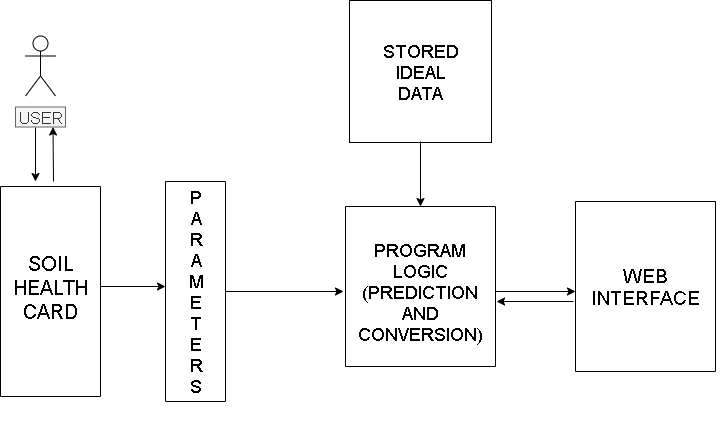 USER
SOIL
HEALTH
CARD
P
A
R
A
M
E
T
E
R
S
STORED
IDEAL
DATA
PROGRAM
LOGIC
(PREDICTION
AND
CONVERSION)
WEB
INTERFACE